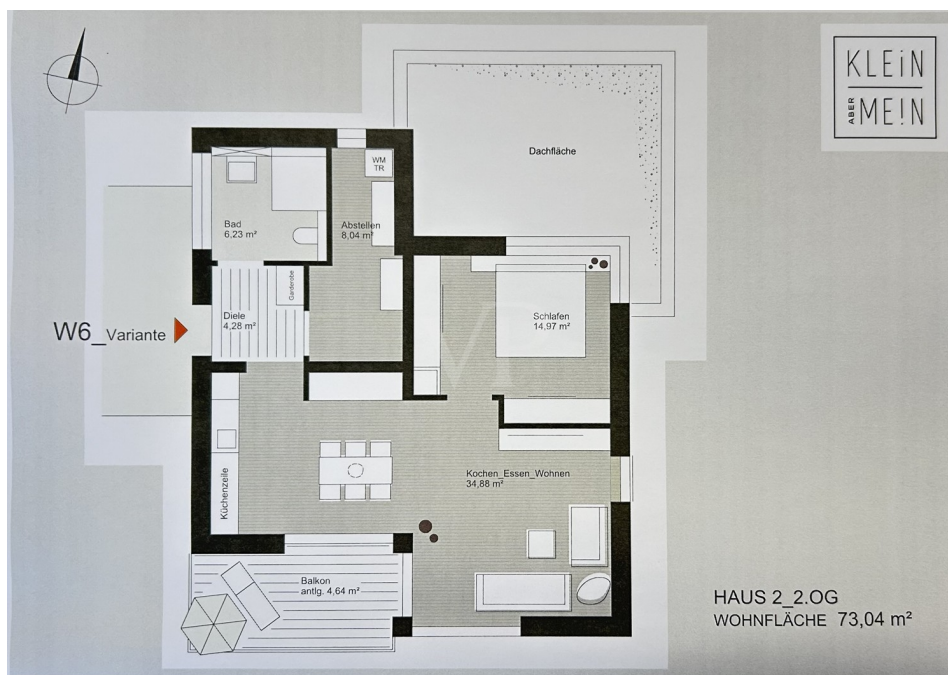 KLEiN
ABER
ME!N
Dachfläche
WM
TR
Bad
6,23 m²
Abstellen
8,04 m²
Garderobe
Diele
4,28 m²
Schlafen
14,97 m²
W6_Variante
VP
Kochen_Essen_Wohnen
34,88 m²
Küchenzeile
Balkon
antlg. 4,64 m²
HAUS 2_2.OG
WOHNFLÄCHE 73,04 m²